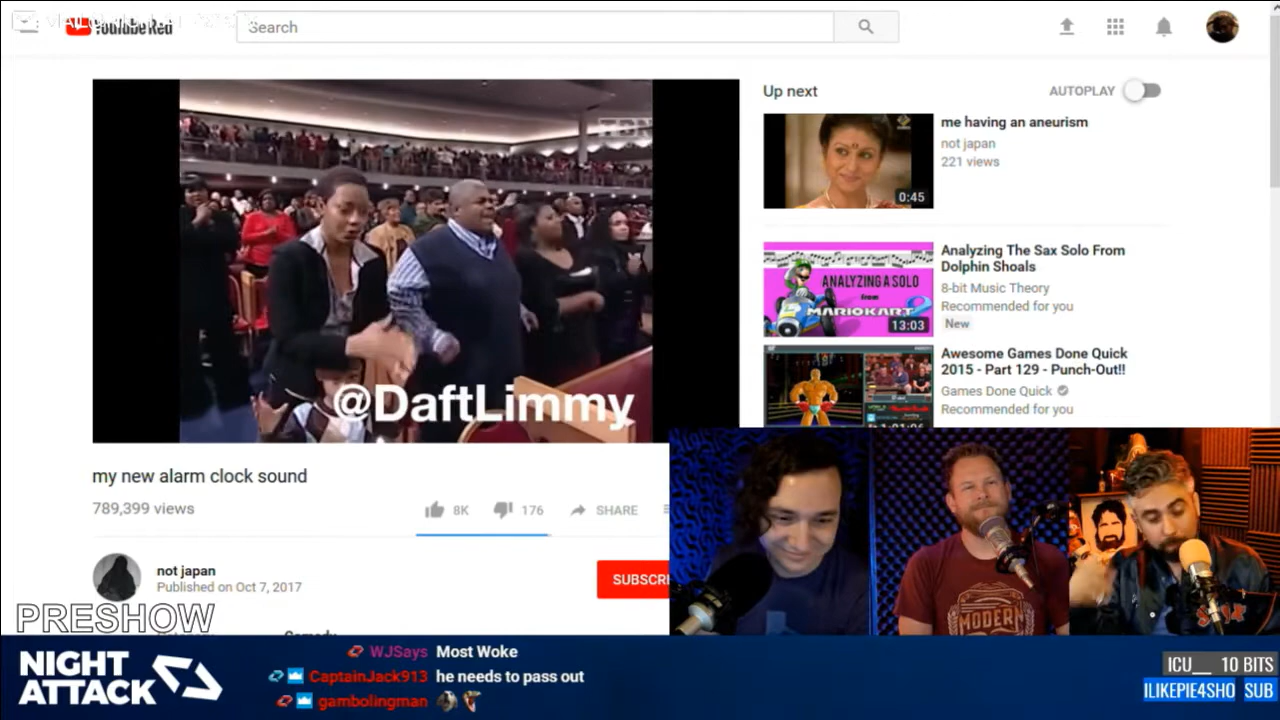 YouTube Red
Search
Up next
AUTOPLAY
TBN
me having an aneurism
not japan
221 views
0:45
Analyzing The Sax Solo From
Dolphin Shoals
8-bit Music Theory
Recommended for you
New
ANALYZING A SOLO
from
MARIOKART
13:03
Awesome Games Done Quick
2015 - Part 129 - Punch-Out!!
Games Done Quick
Recommended for you
@DaftLimmy
my new alarm clock sound
789,399 views
8K
176
SHARE
not japan
Published on Oct 7, 2017
SUBSCRI
MODERN
PRESHOW
NIGHT
ATTACK
WJSays Most Woke
CaptainJack913 he needs to pass out
gambolingman
ICU__ 10 BITS
ILIKEPIE4SHO SUB